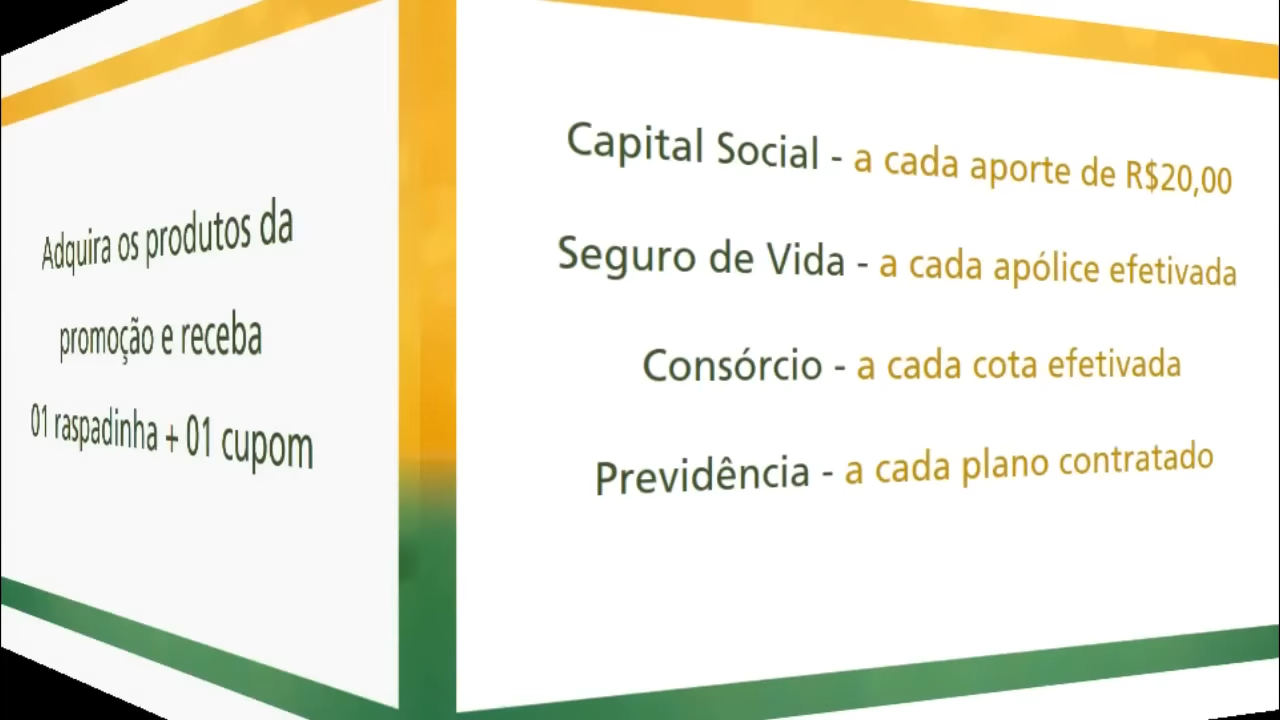 Adquira os produtos da
promoção e receba
01 raspadinha + 01 cupom
Capital Social - a cada aporte de R$20,00
Seguro de Vida - a cada apólice efetivada
Consórcio - a cada cota efetivada
Previdência - a cada plano contratado